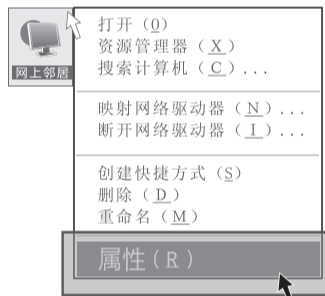 网上邻居
打开(O)
资源管理器(X)
搜索计算机(C)...
映射网络驱动器(N)...
断开网络驱动器(I)...
创建快捷方式(S)
删除(D)
重命名(M)
属性(R)